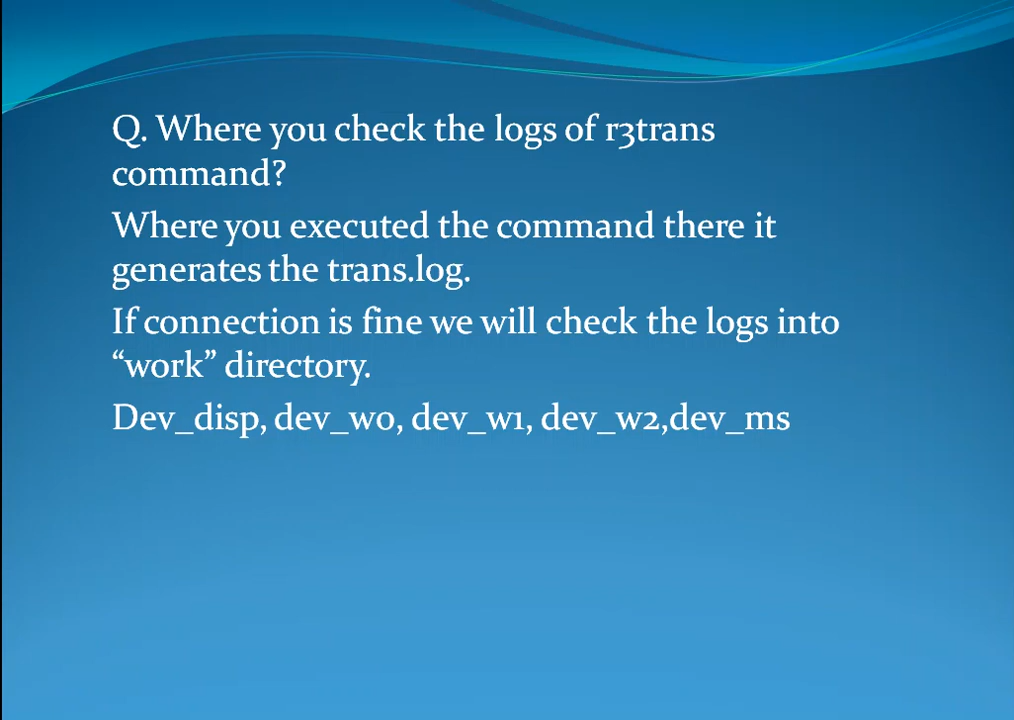 Q. Where you check the logs of r3trans
command?
Where you executed the command there it
generates the trans.log.
If connection is fine we will check the logs into
“work” directory.
Dev_disp, dev_w0, dev_w1, dev_w2,dev_ms